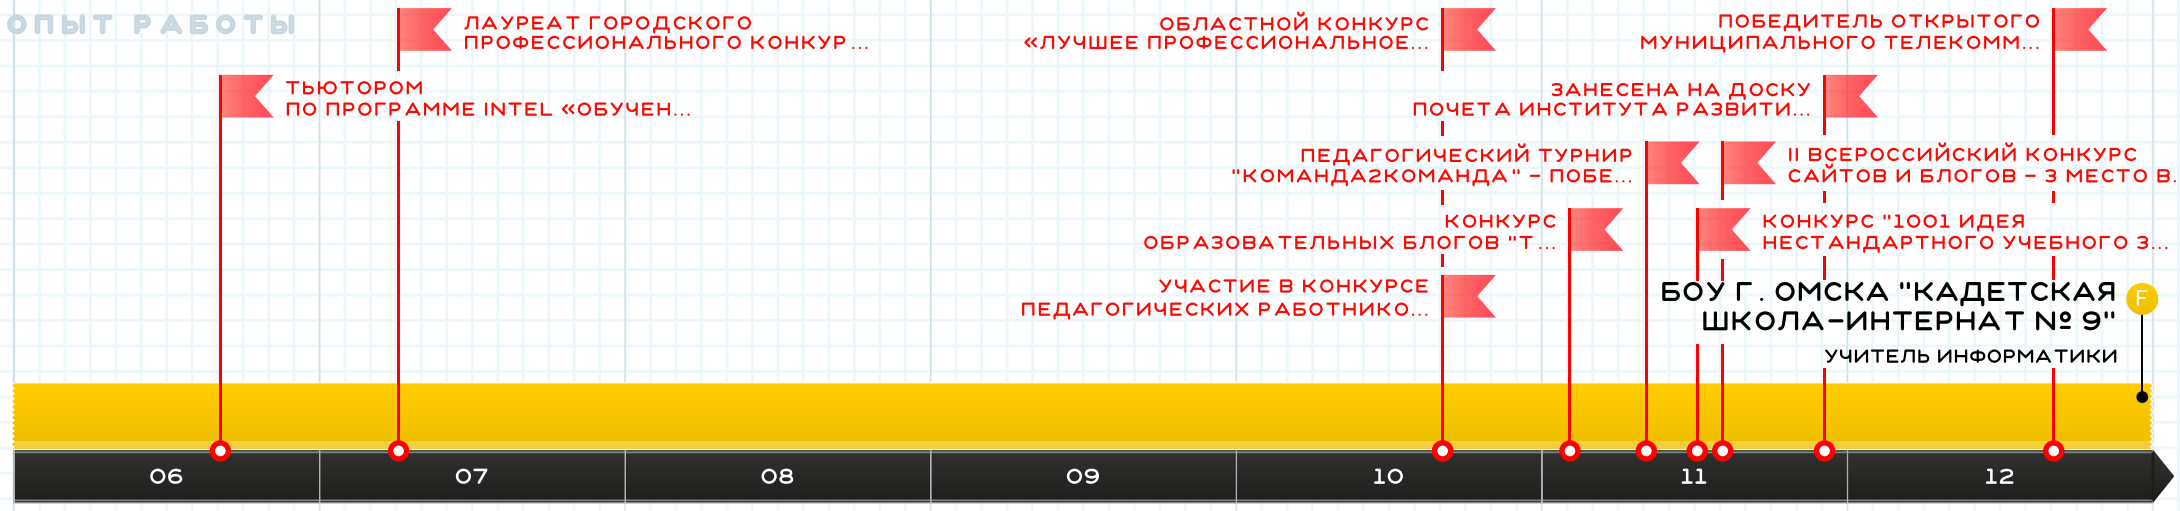 ОПЫТ РАБОТЫ
ЛАУРЕАТ ГОРОДСКОГО
ПРОФЕССИОНАЛЬНОГО КОНКУР...
ОБЛАСТНОЙ КОНКУРС
«ЛУЧШЕЕ ПРОФЕССИОНАЛЬНОЕ...
ПОБЕДИТЕЛЬ ОТКРЫТОГО
МУНИЦИПАЛЬНОГО ТЕЛЕКОММ...
ТЬЮТОРОМ
ПО ПРОГРАММЕ INTEL «ОБУЧЕН...
ЗАНЕСЕНА НА ДОСКУ
ПОЧЕТА ИНСТИТУТА РАЗВИТИ...
ПЕДАГОГИЧЕСКИЙ ТУРНИР
"КОМАНДА2КОМАНДА" - ПОБЕ...
II ВСЕРОССИЙСКИЙ КОНКУРС
САЙТОВ И БЛОГОВ - 3 МЕСТО В.
КОНКУРС
ОБРАЗОВАТЕЛЬНЫХ БЛОГОВ "Т...
КОНКУРС "1001 ИДЕЯ
НЕСТАНДАРТНОГО УЧЕБНОГО З...
УЧАСТИЕ В КОНКУРСЕ
ПЕДАГОГИЧЕСКИХ РАБОТНИКО...
БОУ Г. ОМСКА "КАДЕТСКАЯ
ШКОЛА-ИНТЕРНАТ № 9"
F
УЧИТЕЛЬ ИНФОРМАТИКИ
06 07 08 09 10 11 12